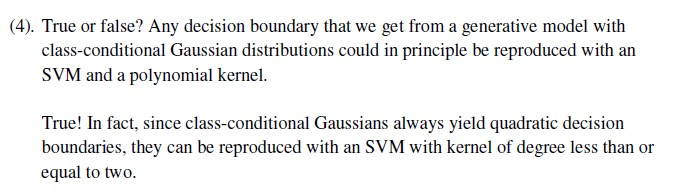 (4). True or false? Any decision boundary that we get from a generative model with
class-conditional Gaussian distributions could in principle be reproduced with an
SVM and a polynomial kernel.
True! In fact, since class-conditional Gaussians always yield quadratic decision
boundaries, they can be reproduced with an SVM with kernel of degree less than or
equal to two.